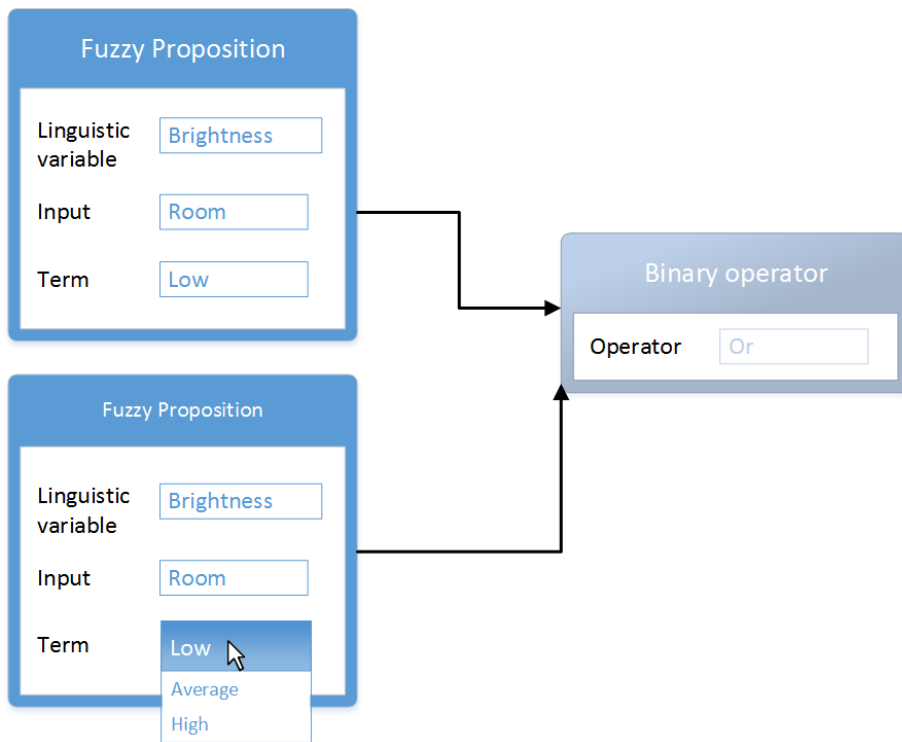 Fuzzy Proposition
Linguistic variable
Brightness
Input
Room
Term
Low
Binary operator
Operator
Or
Fuzzy Proposition
Linguistic variable
Brightness
Input
Room
Term
Low
Average
High